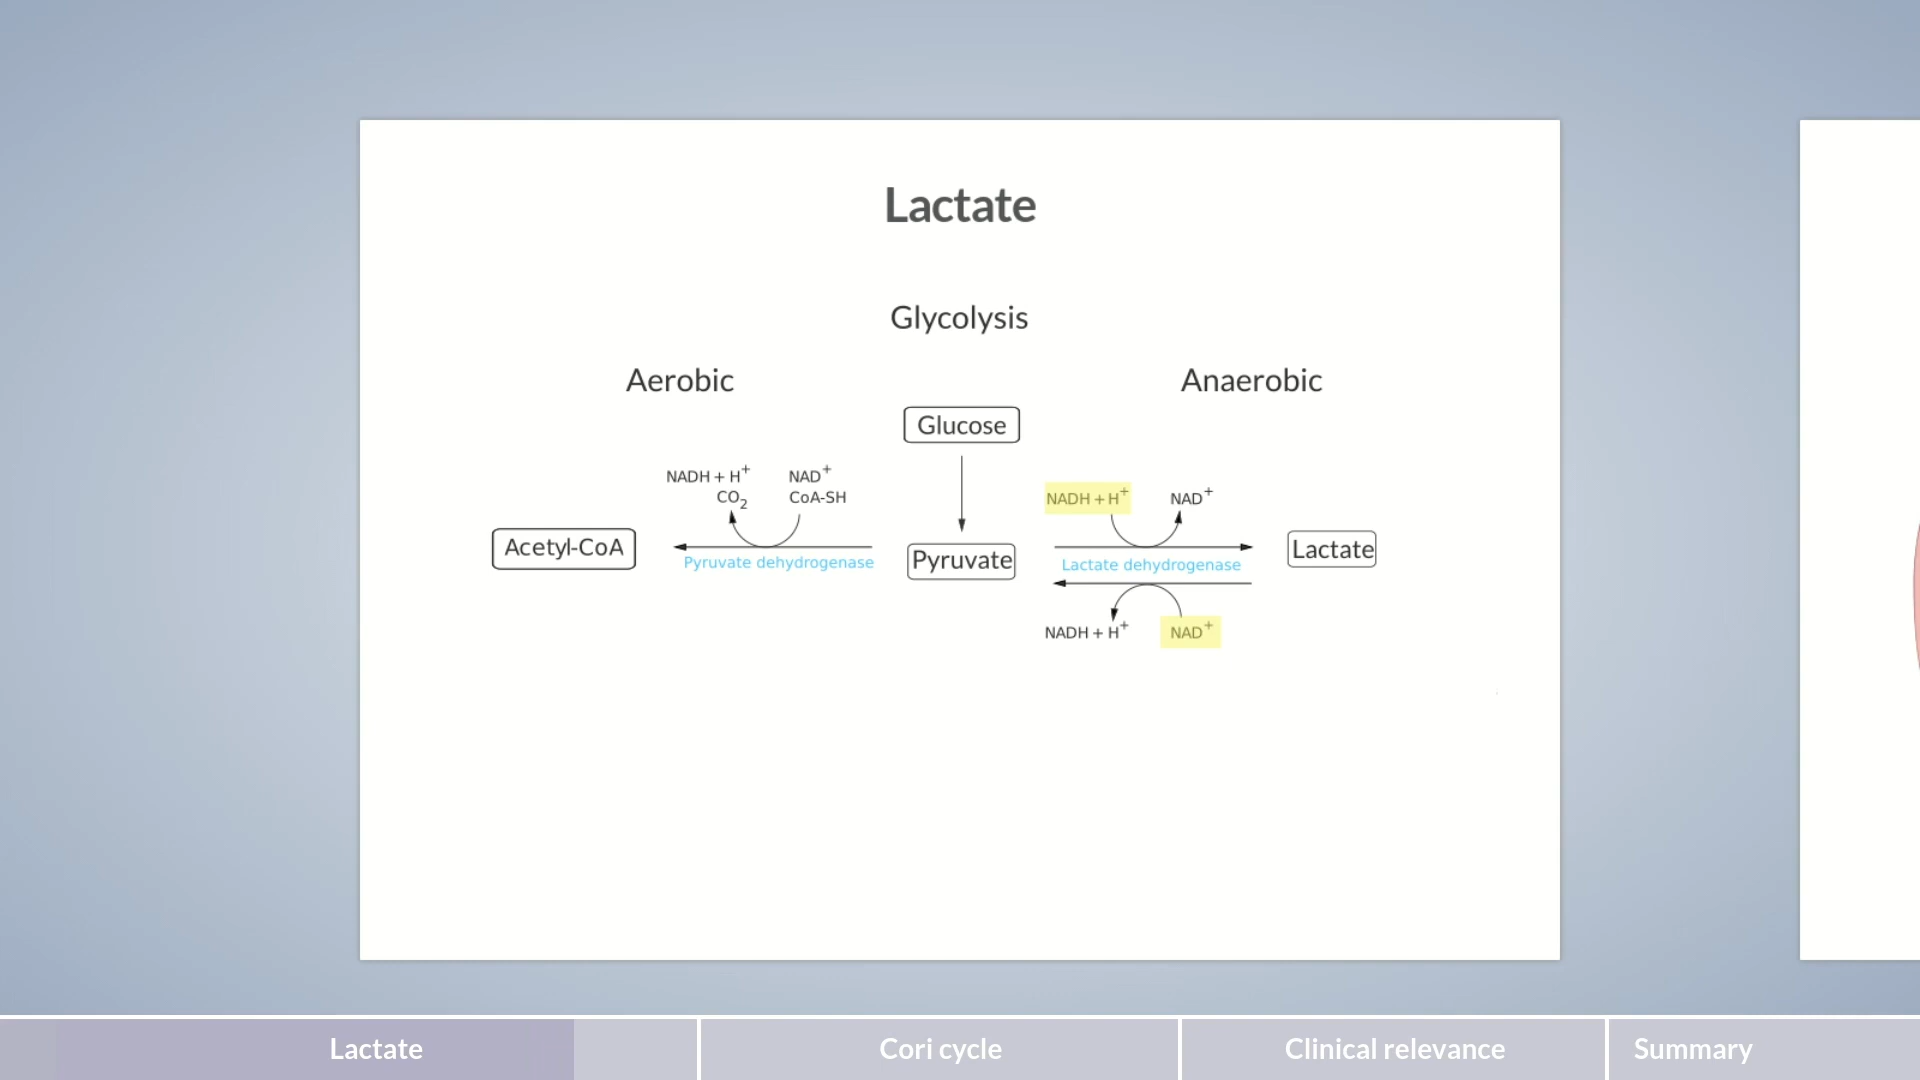 Lactate
Glycolysis
Aerobic
Anaerobic
Glucose
NADH + H+
CO2
NAD+
CoA-SH
NADH + H+
NAD+
Acetyl-CoA
Pyruvate dehydrogenase
Pyruvate
Lactate dehydrogenase
Lactate
NADH + H+
NAD+
Lactate
Cori cycle
Clinical relevance
Summary